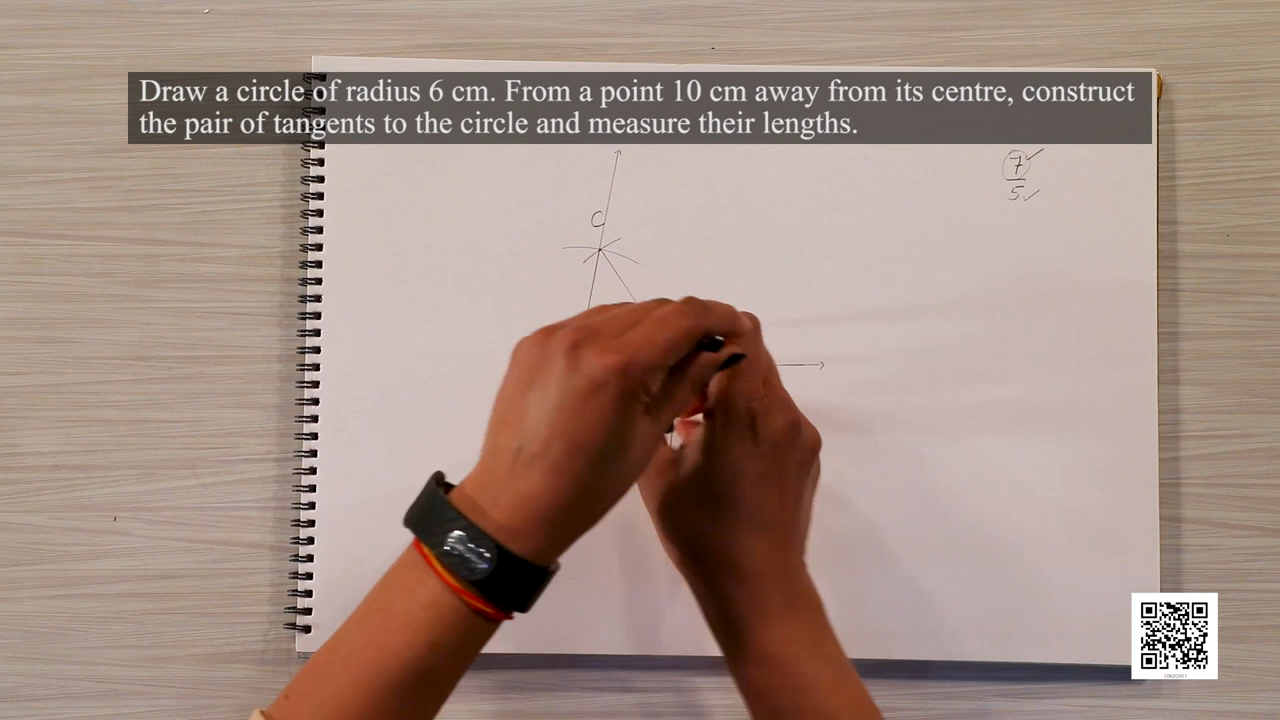 Draw a circle of radius 6 cm. From a point 10 cm away from its centre, construct
the pair of tangents to the circle and measure their lengths.
7
5
C